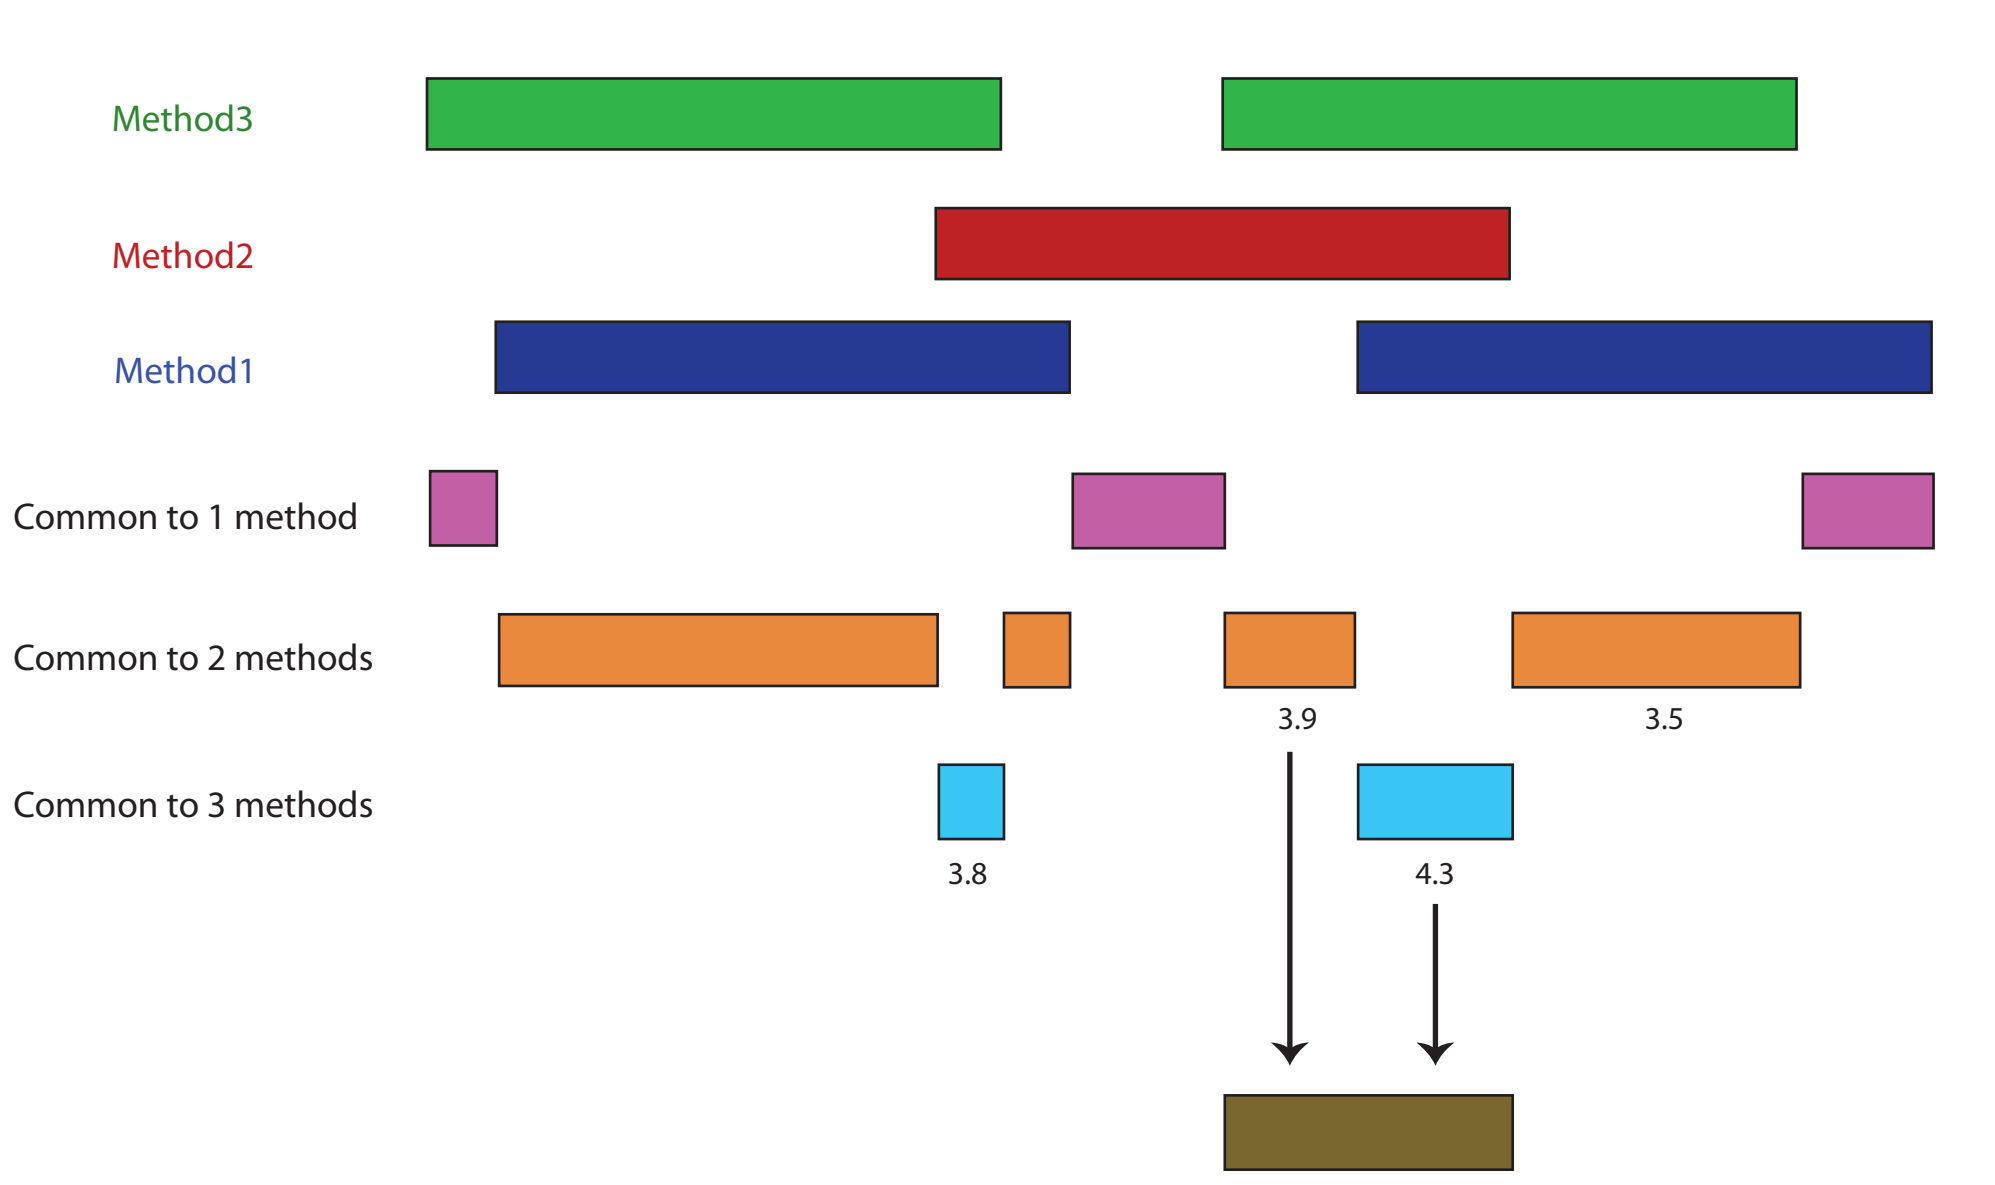 Method3
Method2
Method1
Common to 1 method
Common to 2 methods
3.9
3.5
Common to 3 methods
3.8
4.3